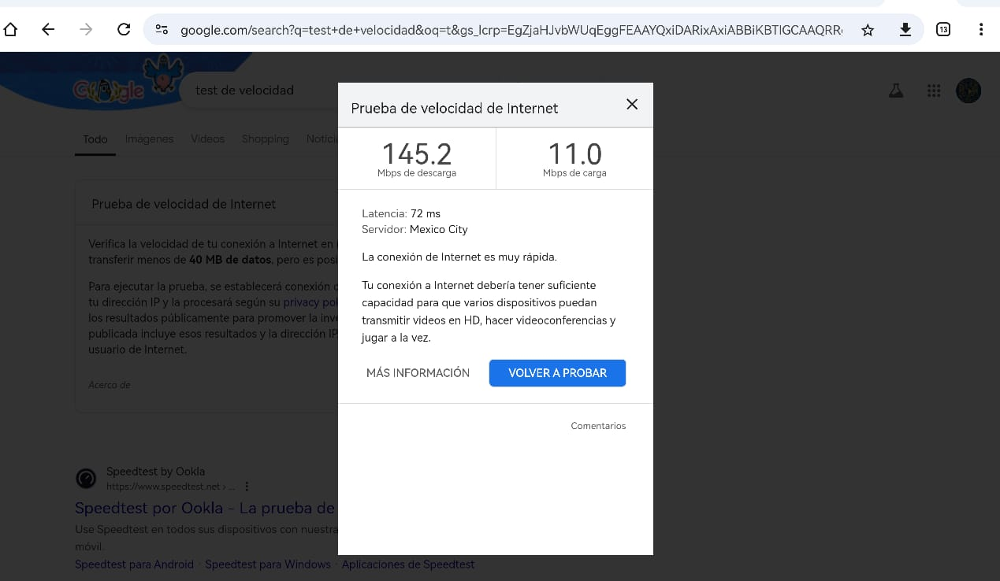 google.com/search?q=test+de+velocidad&oq=t&gs_lcrp=EgZjaHJvbWUqEggFEAAYQxiDARixAxiABBiKBTIGCAAQRR
13
Google
test de velocidad
Todo Imágenes Videos Shopping
Prueba de velocidad de Internet
145.2 11.0
Mbps de descarga Mbps de carga
Latencia: 72 ms
Servidor: Mexico City
La conexión de Internet es muy rápida.
Tu conexión a Internet debería tener suficiente
capacidad para que varios dispositivos puedan
transmitir videos en HD, hacer videoconferencias y
jugar a la vez.
MÁS INFORMACIÓN VOLVER A PROBAR
Comentarios
Prueba de velocidad de Internet
Verifica la velocidad de tu conexión a Internet en
transferir menos de 40 MB de datos, pero es
Para ejecutar la prueba, se establecerá conexión
tu dirección IP y la procesará según su privacy
los resultados públicamente para promover la
publicada incluye esos resultados y la dirección IP
usuario de Internet.
Acerca de
Speedtest by Ookla
https://www.speedtest.net › ...
Speedtest por Ookla - La prueba de
Use Speedtest en todos sus dispositivos con
móvil.
Speedtest para Android · Speedtest para Windows · Aplicaciones de Speedtest